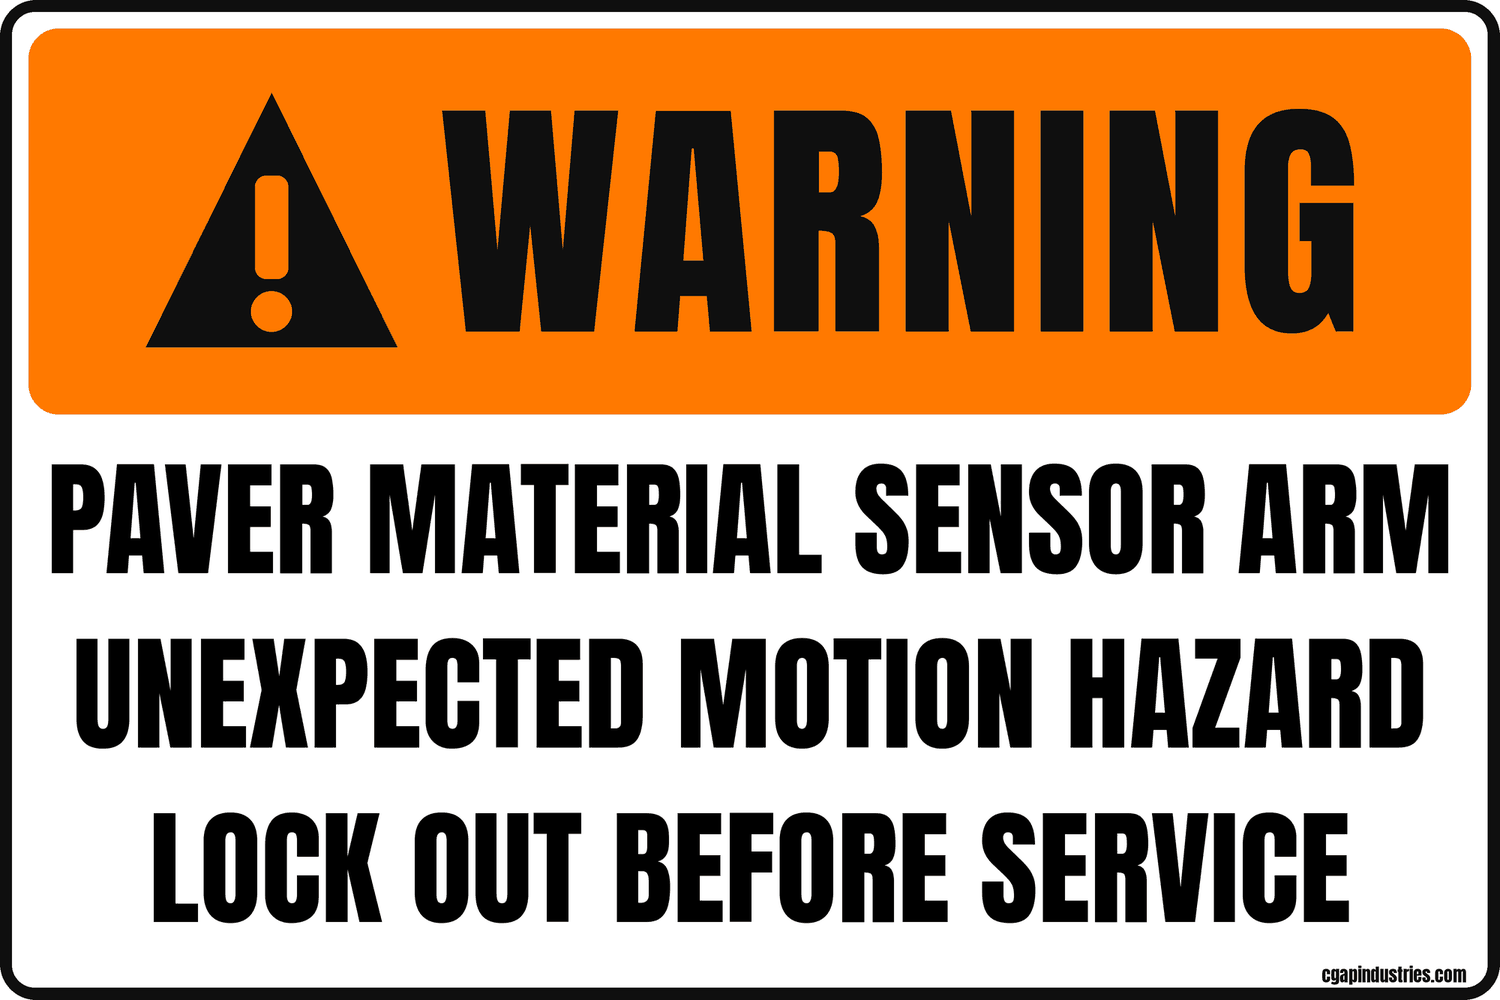 WARNING
PAVER MATERIAL SENSOR ARM
UNEXPECTED MOTION HAZARD
LOCK OUT BEFORE SERVICE
cgapindustries.com